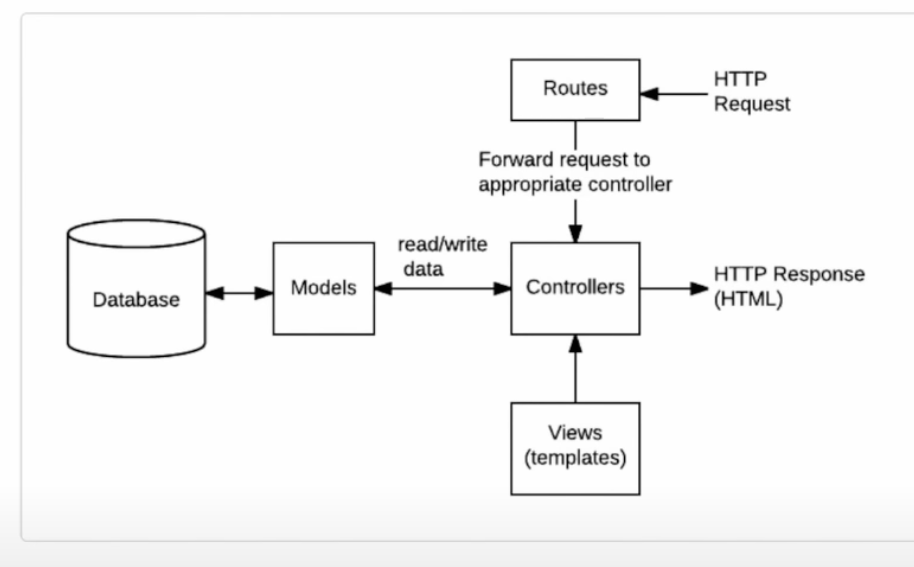 Routes
HTTP
Request
Forward request to
appropriate controller
read/write
data
Database
Models
Controllers
HTTP Response
(HTML)
Views
(templates)